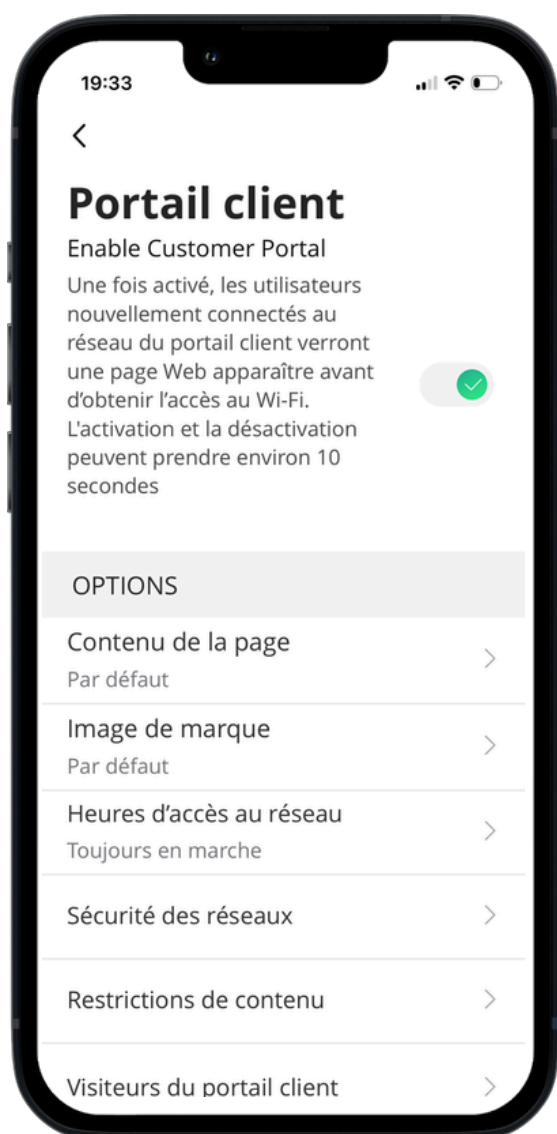 19:33
Portail client
Enable Customer Portal
Une fois activé, les utilisateurs
nouvellement connectés au
réseau du portail client verront
une page Web apparaître avant
d’obtenir l’accès au Wi-Fi.
L'activation et la désactivation
peuvent prendre environ 10
secondes
OPTIONS
Contenu de la page
Par défaut
Image de marque
Par défaut
Heures d’accès au réseau
Toujours en marche
Sécurité des réseaux
Restrictions de contenu
Visiteurs du portail client